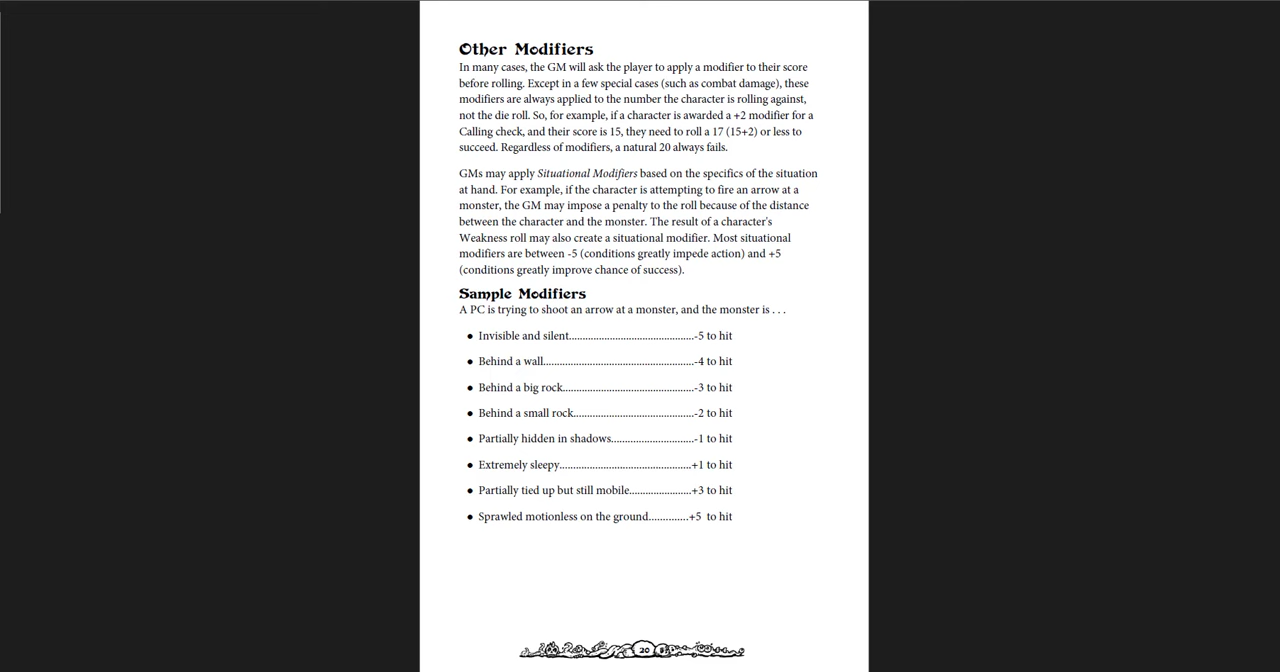 Other Modifiers
In many cases, the GM will ask the player to apply a modifier to their score
before rolling. Except in a few special cases (such as combat damage), these
modifiers are always applied to the number the character is rolling against,
not the die roll. So, for example, if a character is awarded a +2 modifier for a
Calling check, and their score is 15, they need to roll a 17 (15+2) or less to
succeed. Regardless of modifiers, a natural 20 always fails.
GMs may apply Situational Modifiers based on the specifics of the situation
at hand. For example, if the character is attempting to fire an arrow at a
monster, the GM may impose a penalty to the roll because of the distance
between the character and the monster. The result of a character's
Weakness roll may also create a situational modifier. Most situational
modifiers are between -5 (conditions greatly impede action) and +5
(conditions greatly improve chance of success).
Sample Modifiers
A PC is trying to shoot an arrow at a monster, and the monster is . . .
● Invisible and silent..............................................-5 to hit
● Behind a wall.......................................................-4 to hit
● Behind a big rock................................................-3 to hit
● Behind a small rock............................................-2 to hit
● Partially hidden in shadows..............................-1 to hit
● Extremely sleepy................................................+1 to hit
● Partially tied up but still mobile.......................+3 to hit
● Sprawled motionless on the ground..............+5  to hit
20